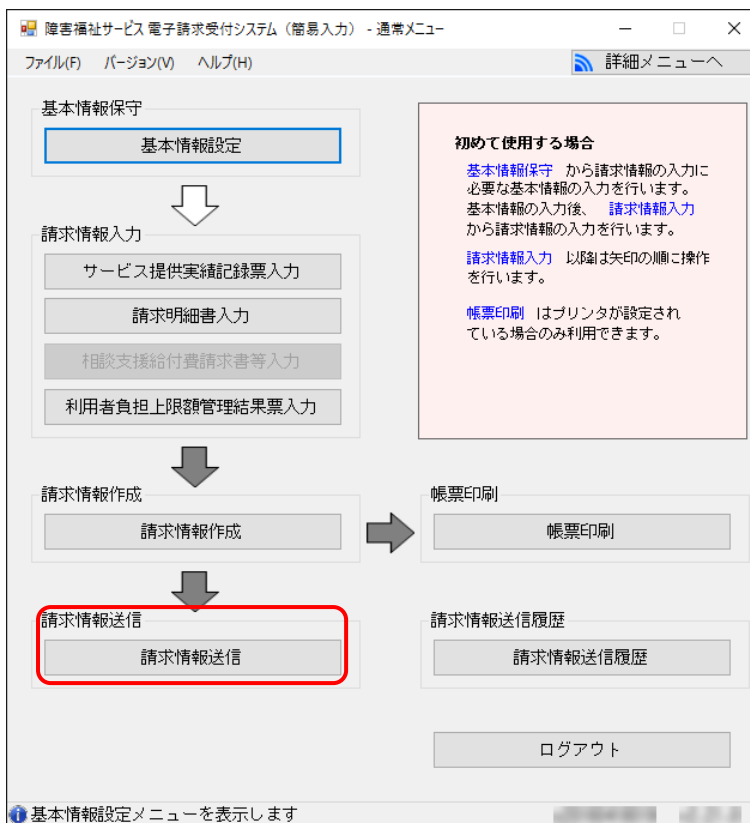 障害福祉サービス 電子請求受付システム（簡易入力） - 通常メニュー
ファイル(F) バージョン(V) ヘルプ(H)
詳細メニューへ
基本情報保守
基本情報設定
初めて使用する場合
基本情報保守 から請求情報の入力に
必要な基本情報の入力を行います。
基本情報の入力後、 請求情報入力
から請求情報の入力を行います。
請求情報入力 以降は矢印の順に操作
を行います。
帳票印刷 はプリンタが設定され
ている場合のみ利用できます。
請求情報入力
サービス提供実績記録票入力
請求明細書入力
相談支援給付費請求書等入力
利用者負担上限額管理結果票入力
請求情報作成
請求情報作成
帳票印刷
帳票印刷
請求情報送信
請求情報送信
請求情報送信履歴
請求情報送信履歴
ログアウト
基本情報設定メニューを表示します